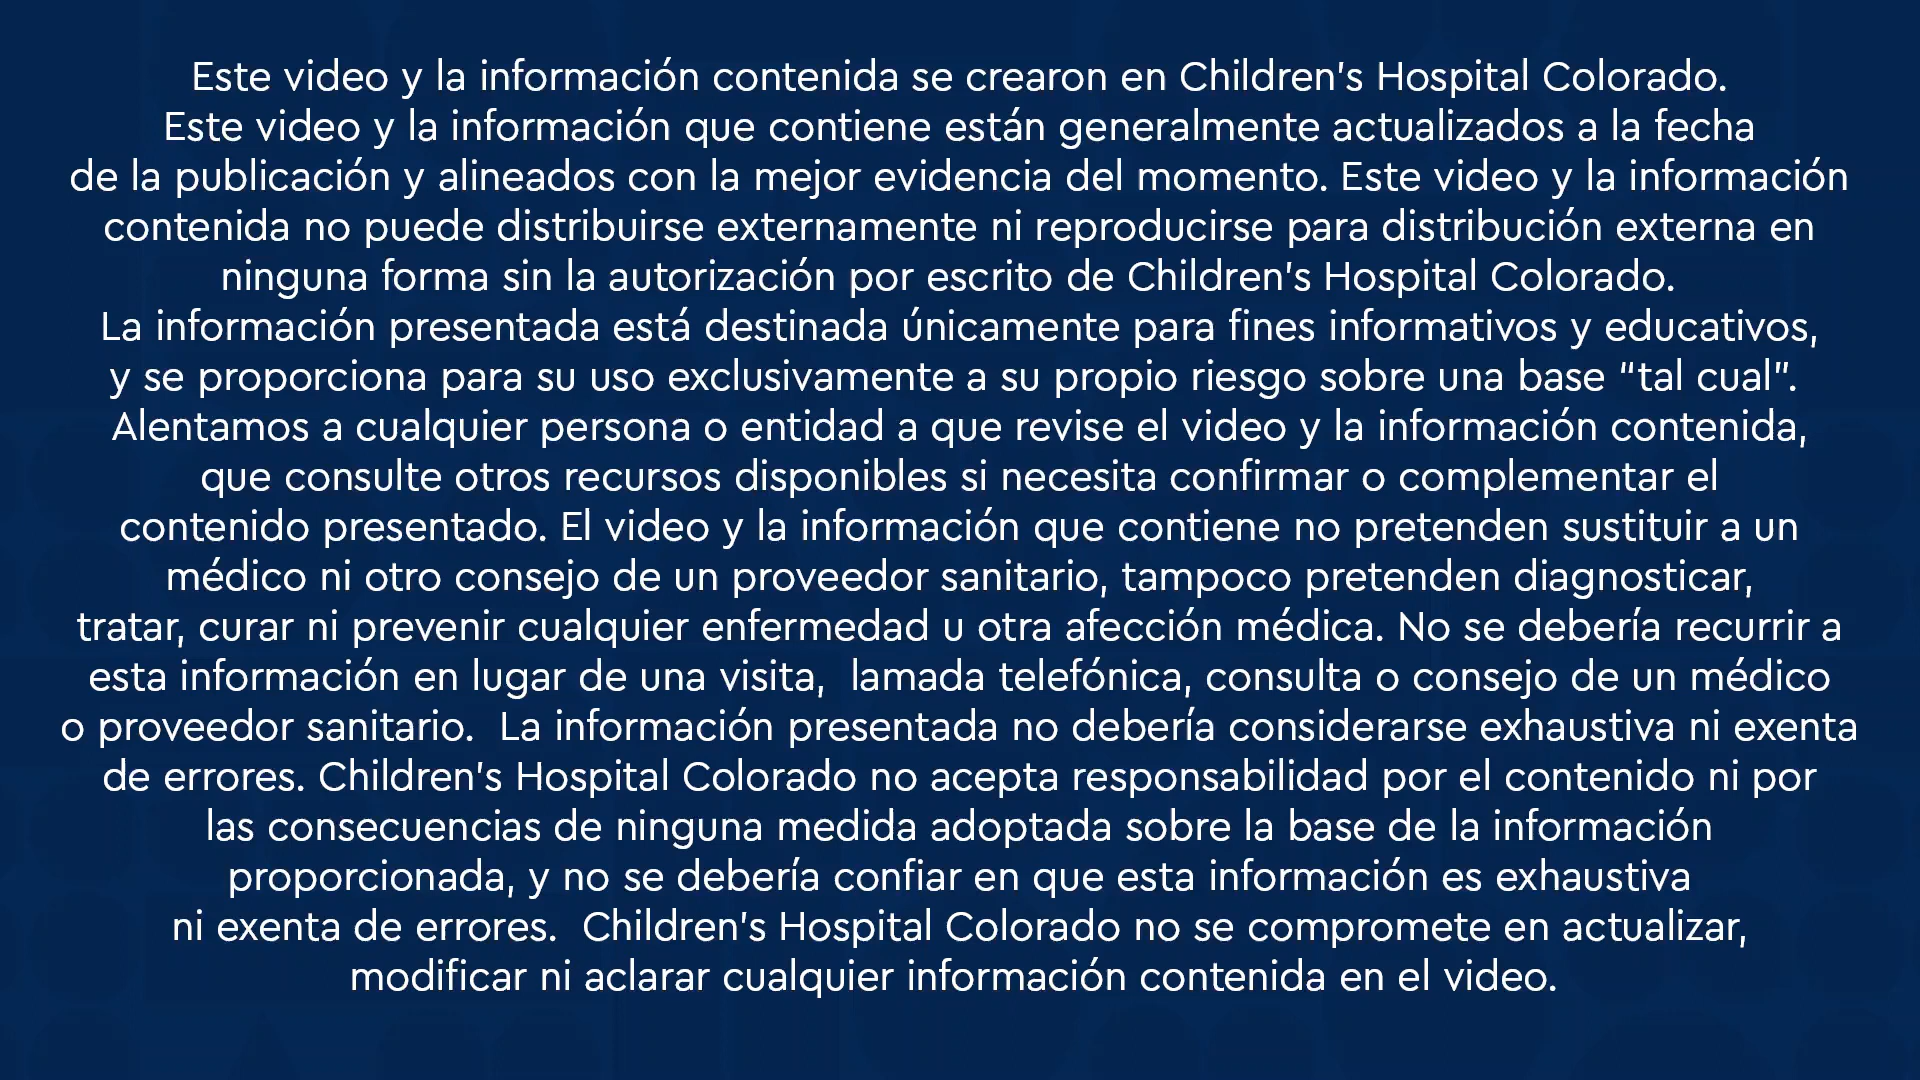 Este video y la información contenida se crearon en Children's Hospital Colorado.
Este video y la información que contiene están generalmente actualizados a la fecha
de la publicación y alineados con la mejor evidencia del momento. Este video y la información
contenida no puede distribuirse externamente ni reproducirse para distribución externa en
ninguna forma sin la autorización por escrito de Children's Hospital Colorado.
La información presentada está destinada únicamente para fines informativos y educativos,
y se proporciona para su uso exclusivamente a su propio riesgo sobre una base “tal cual”.
Alentamos a cualquier persona o entidad a que revise el video y la información contenida,
que consulte otros recursos disponibles si necesita confirmar o complementar el
contenido presentado. El video y la información que contiene no pretenden sustituir a un
médico ni otro consejo de un proveedor sanitario, tampoco pretenden diagnosticar,
tratar, curar ni prevenir cualquier enfermedad u otra afección médica. No se debería recurrir a
esta información en lugar de una visita,  lamada telefónica, consulta o consejo de un médico
o proveedor sanitario.  La información presentada no debería considerarse exhaustiva ni exenta
de errores. Children's Hospital Colorado no acepta responsabilidad por el contenido ni por
las consecuencias de ninguna medida adoptada sobre la base de la información
proporcionada, y no se debería confiar en que esta información es exhaustiva
ni exenta de errores.  Children's Hospital Colorado no se compromete en actualizar,
modificar ni aclarar cualquier información contenida en el video.